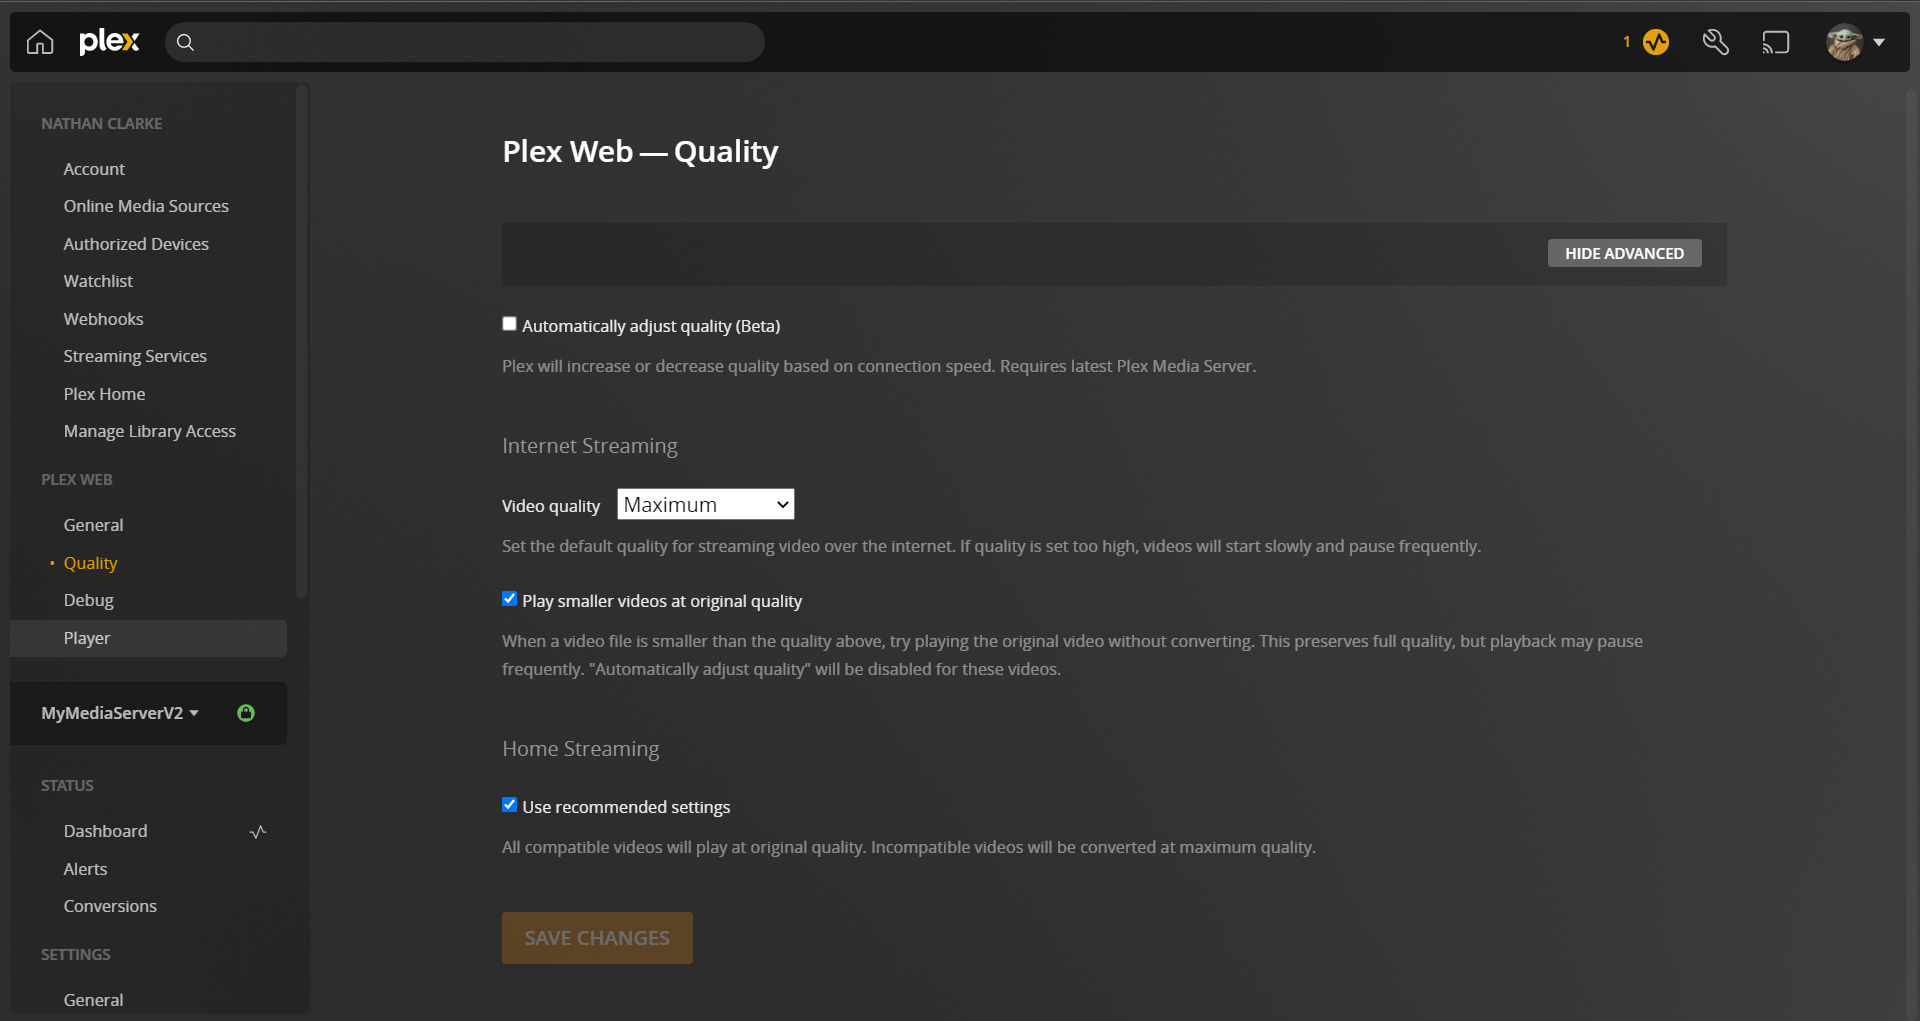 plex
1
NATHAN CLARKE
Account
Online Media Sources
Authorized Devices
Watchlist
Webhooks
Streaming Services
Plex Home
Manage Library Access
PLEX WEB
General
Quality
Debug
Player
MyMediaServerV2
STATUS
Dashboard
Alerts
Conversions
SETTINGS
General
Plex Web — Quality
HIDE ADVANCED
Automatically adjust quality (Beta)
Plex will increase or decrease quality based on connection speed. Requires latest Plex Media Server.
Internet Streaming
Video quality Maximum
Set the default quality for streaming video over the internet. If quality is set too high, videos will start slowly and pause frequently.
Play smaller videos at original quality
When a video file is smaller than the quality above, try playing the original video without converting. This preserves full quality, but playback may pause
frequently. "Automatically adjust quality" will be disabled for these videos.
Home Streaming
Use recommended settings
All compatible videos will play at original quality. Incompatible videos will be converted at maximum quality.
SAVE CHANGES